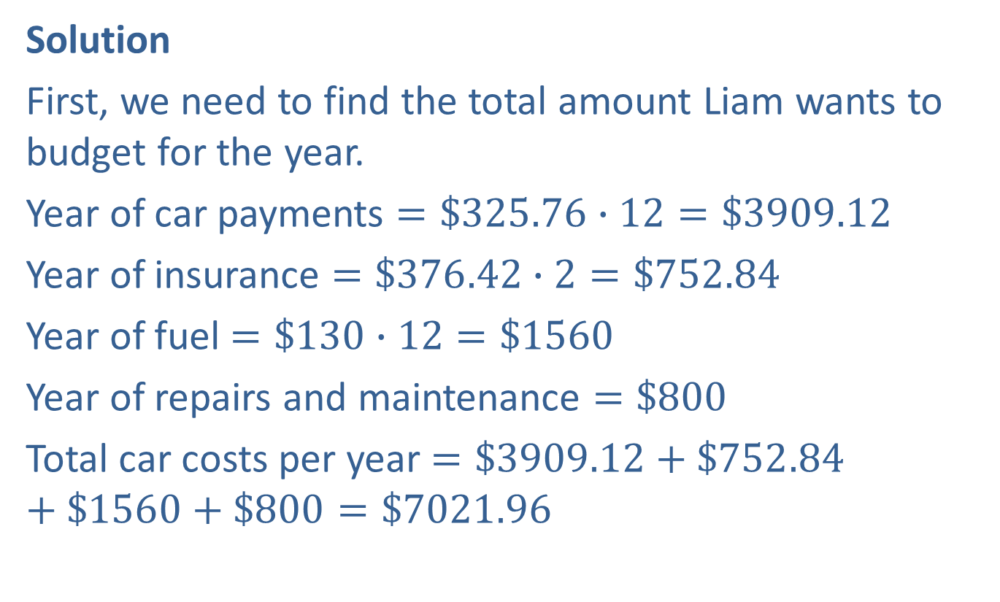 Solution
First, we need to find the total amount Liam wants to
budget for the year.
Year of car payments = $325.76 · 12 = $3909.12
Year of insurance = $376.42 · 2 = $752.84
Year of fuel = $130 · 12 = $1560
Year of repairs and maintenance = $800
Total car costs per year = $3909.12 + $752.84
+ $1560 + $800 = $7021.96